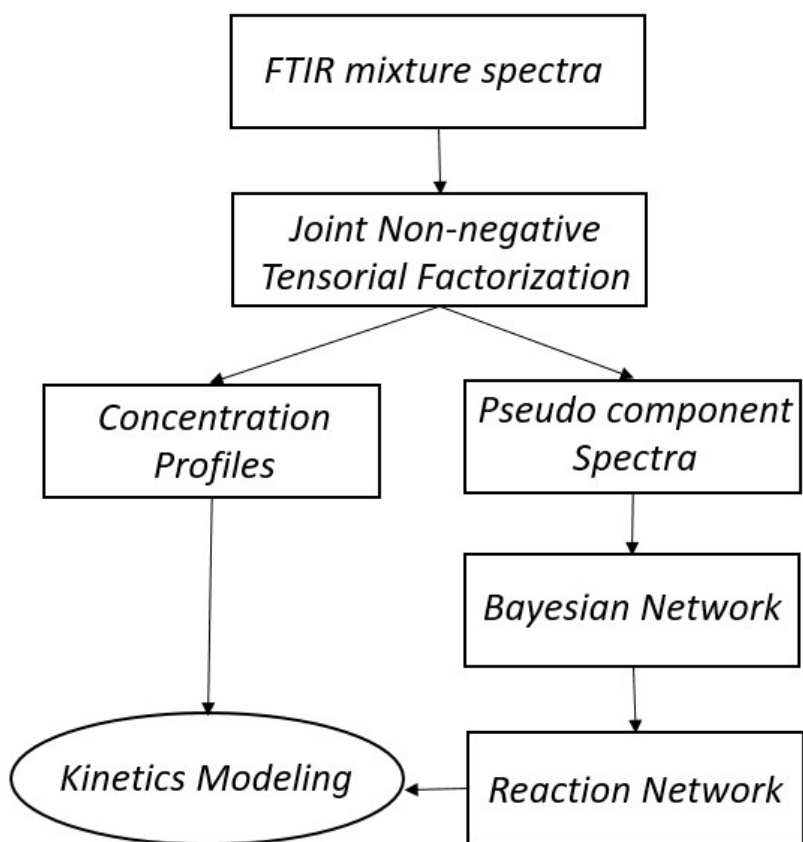 FTIR mixture spectra
Joint Non-negative
Tensorial Factorization
Concentration
Profiles
Pseudo component
Spectra
Bayesian Network
Kinetics Modeling
Reaction Network